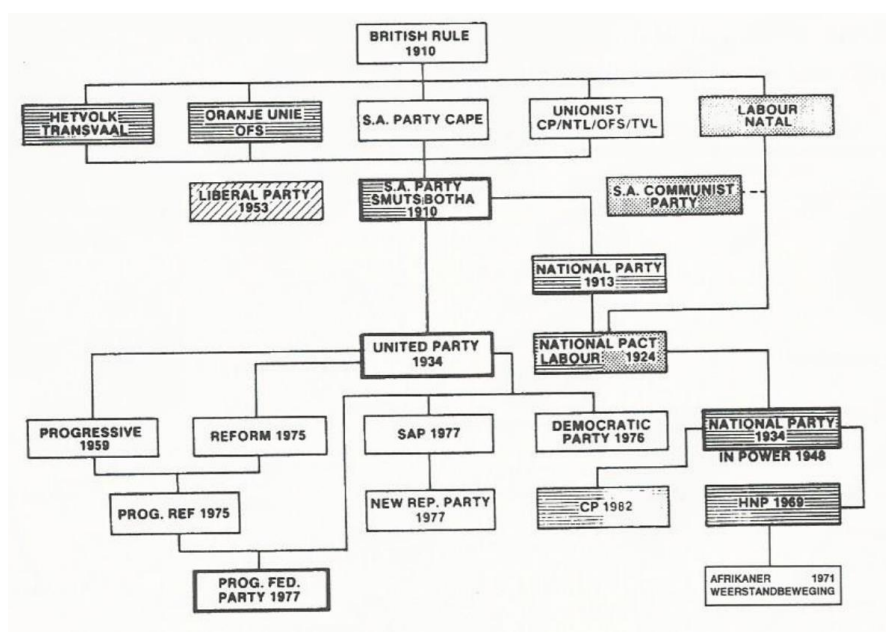 BRITISH RULE
1910
HETVOLK
TRANSVAAL
ORANJE UNIE
OFS
S.A. PARTY CAPE
UNIONIST
CP/NTL/OFS/TVL
LABOUR
NATAL
LIBERAL PARTY
1953
S.A. PARTY
SMUTS BOTHA
1910
S.A. COMMUNIST
PARTY
NATIONAL PARTY
1913
UNITED PARTY
1934
NATIONAL PACT
LABOUR 1924
PROGRESSIVE
1959
REFORM 1975
SAP 1977
DEMOCRATIC
PARTY 1976
NATIONAL PARTY
1934
IN POWER 1948
PROG. REF 1975
NEW REP. PARTY
1977
CP 1982
HNP 1969
PROG. FED.
PARTY 1977
AFRIKANER 1971
WEERSTANDBEWEGING